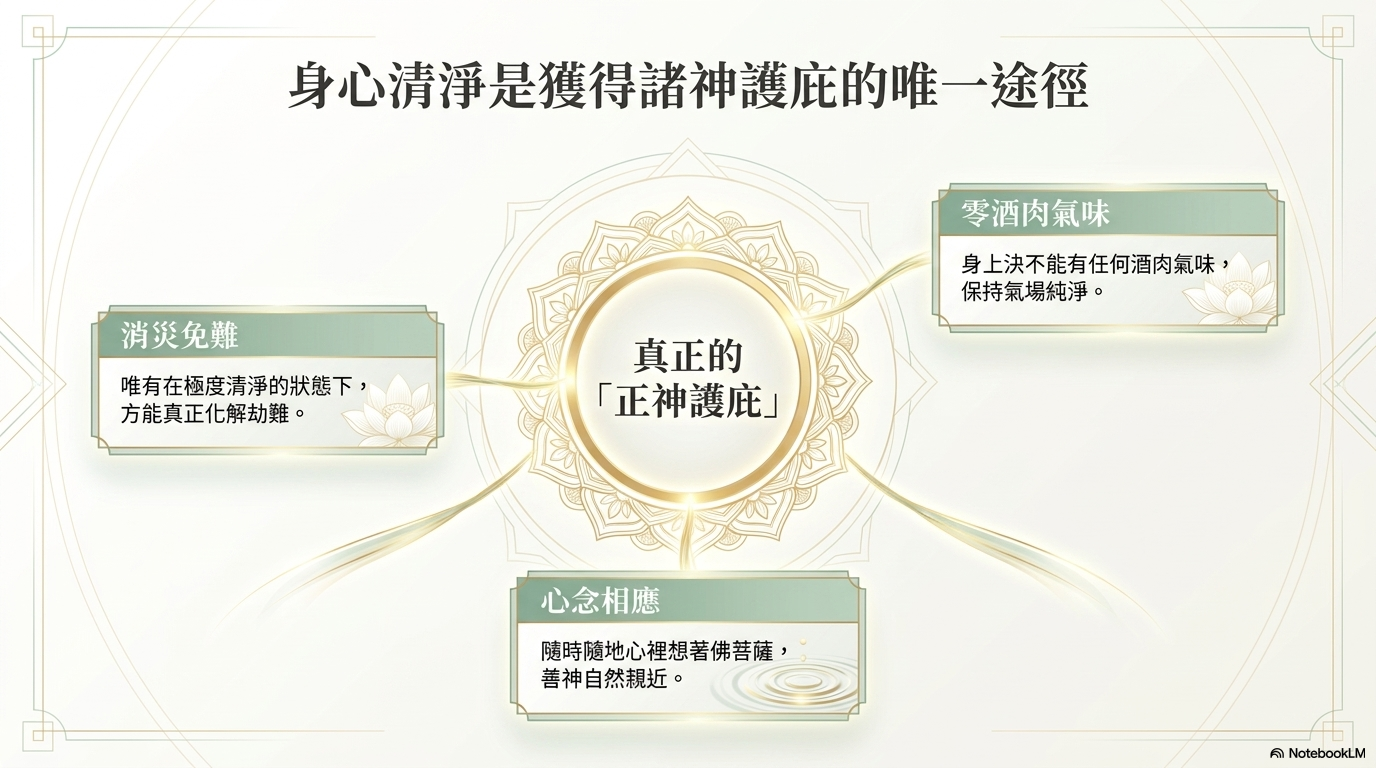 身心清淨是獲得諸神護庇的唯一途徑
零酒肉氣味
身上決不能有任何酒肉氣味，
保持氣場純淨。
消災免難
唯有在極度清淨的狀態下，
方能真正化解劫難。
真正的
「正神護庇」
心念相應
隨時隨地心裡想著佛菩薩，
善神自然親近。
NotebookLM